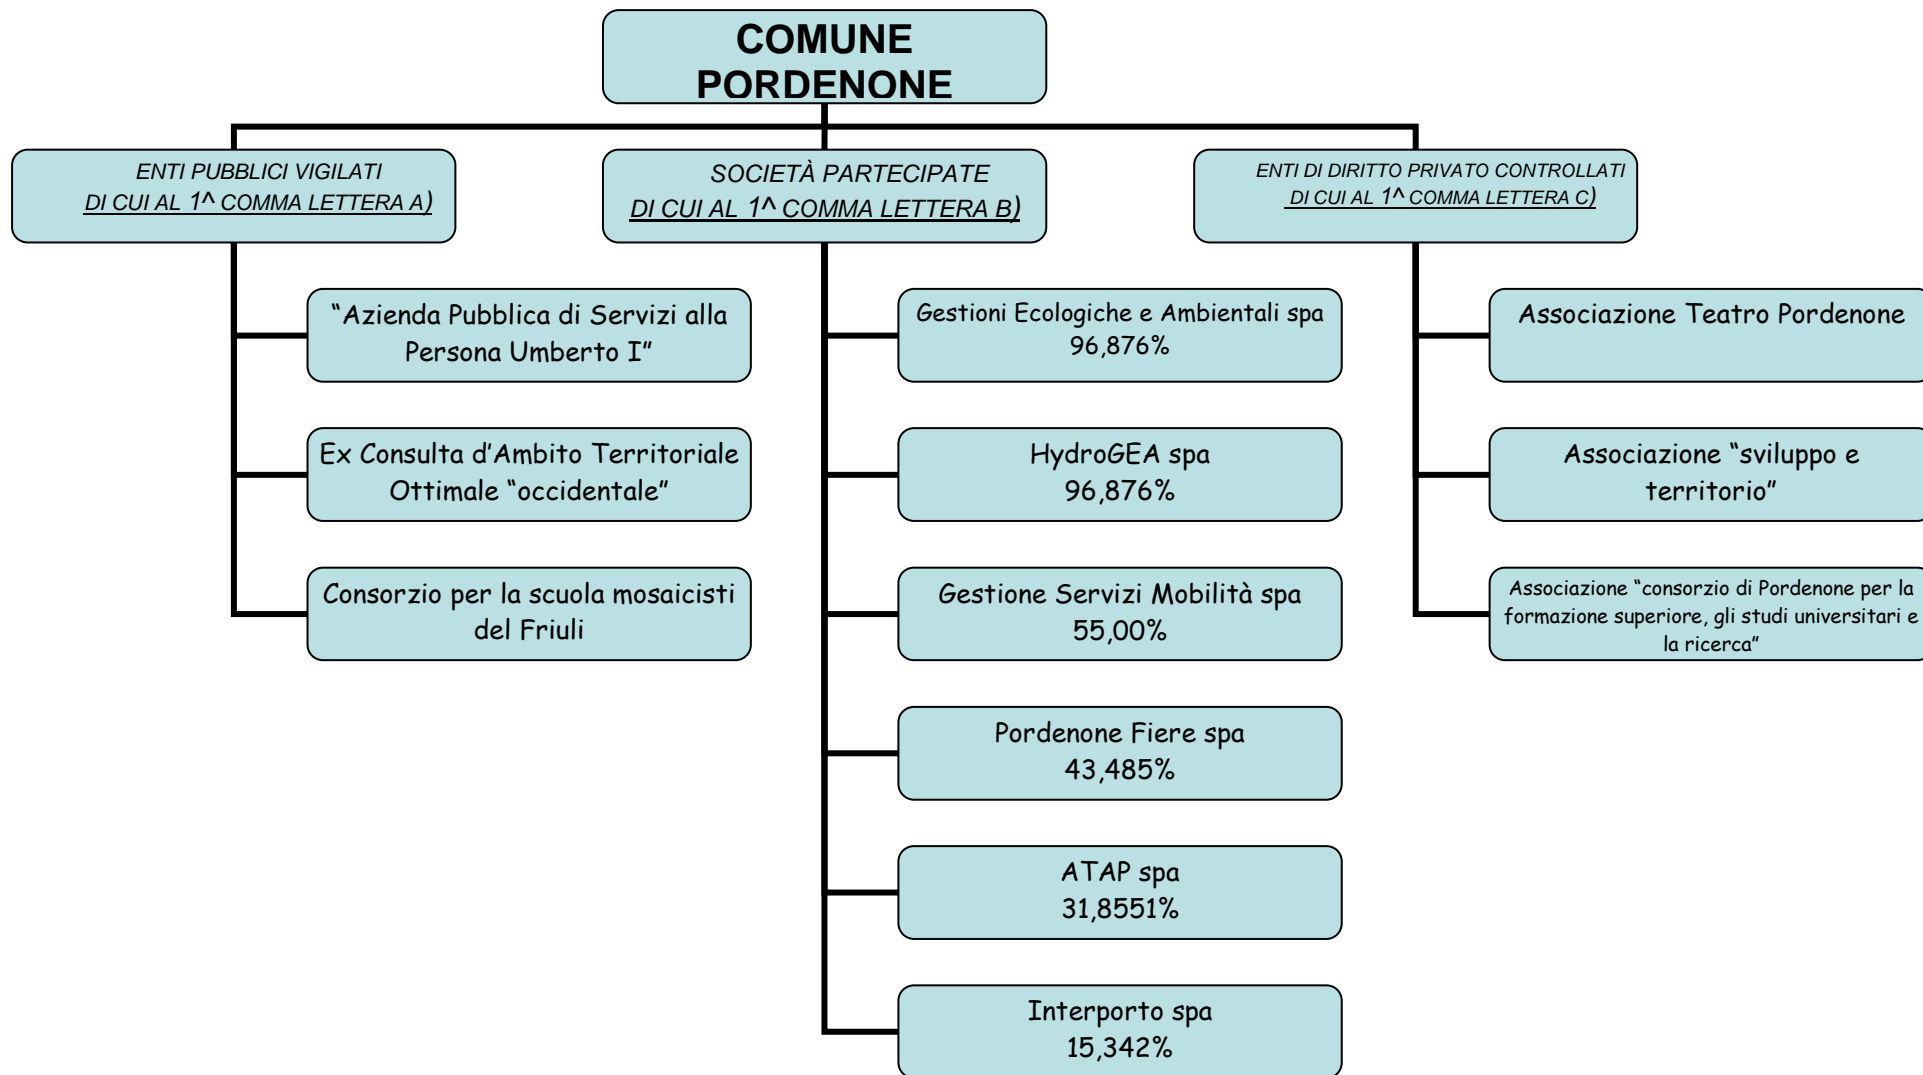 COMUNE
PORDENONE
ENTI PUBBLICI VIGILATI
DI CUI AL 1^ COMMA LETTERA A)
SOCIETÀ PARTECIPATE
DI CUI AL 1^ COMMA LETTERA B)
ENTI DI DIRITTO PRIVATO CONTROLLATI
DI CUI AL 1^ COMMA LETTERA C)
“Azienda Pubblica di Servizi alla
Persona Umberto I”
Ex Consulta d’Ambito Territoriale
Ottimale “occidentale”
Consorzio per la scuola mosaicisti
del Friuli
Gestioni Ecologiche e Ambientali spa
96,876%
HydroGEA spa
96,876%
Gestione Servizi Mobilità spa
55,00%
Pordenone Fiere spa
43,485%
ATAP spa
31,8551%
Interporto spa
15,342%
Associazione Teatro Pordenone
Associazione “sviluppo e
territorio”
Associazione “consorzio di Pordenone per la
formazione superiore, gli studi universitari e
la ricerca”